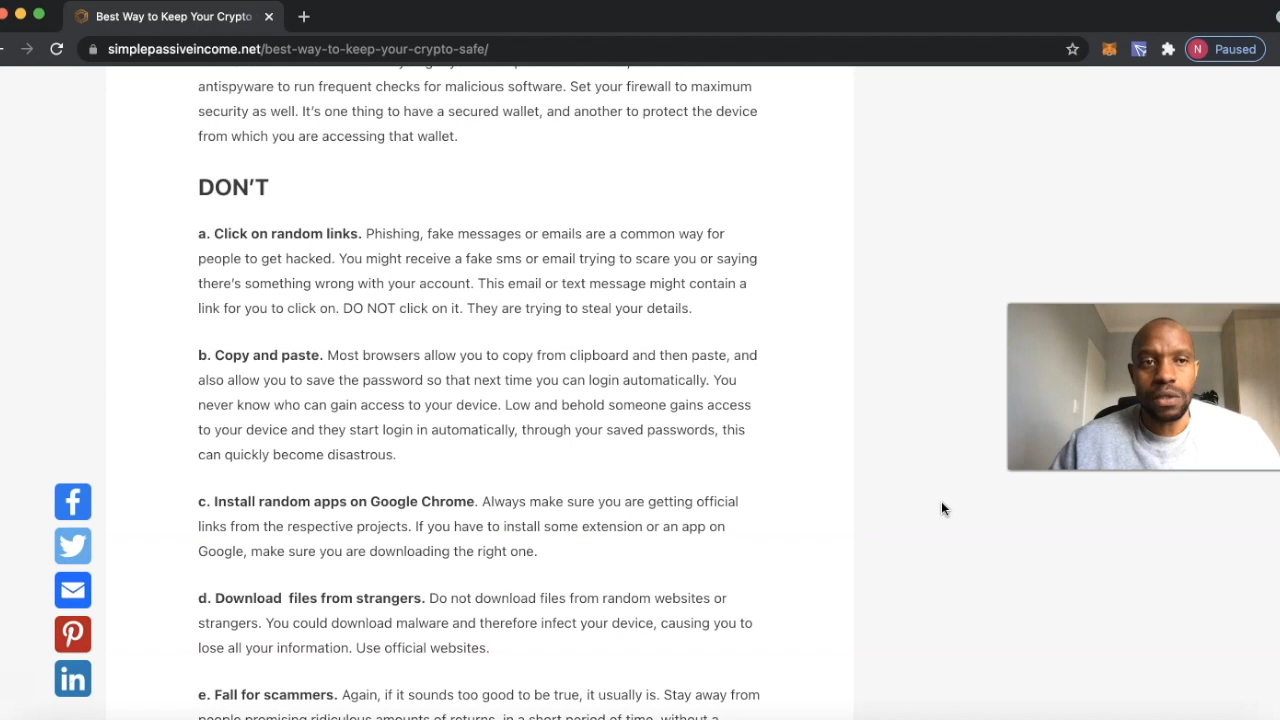 Best Way to Keep Your Crypto
simplepassiveincome.net/best-way-to-keep-your-crypto-safe/
N Paused
antispyware to run frequent checks for malicious software. Set your firewall to maximum
security as well. It's one thing to have a secured wallet, and another to protect the device
from which you are accessing that wallet.
DON'T
a. Click on random links. Phishing, fake messages or emails are a common way for
people to get hacked. You might receive a fake sms or email trying to scare you or saying
there's something wrong with your account. This email or text message might contain a
link for you to click on. DO NOT click on it. They are trying to steal your details.
b. Copy and paste. Most browsers allow you to copy from clipboard and then paste, and
also allow you to save the password so that next time you can login automatically. You
never know who can gain access to your device. Low and behold someone gains access
to your device and they start login in automatically, through your saved passwords, this
can quickly become disastrous.
c. Install random apps on Google Chrome. Always make sure you are getting official
links from the respective projects. If you have to install some extension or an app on
Google, make sure you are downloading the right one.
d. Download  files from strangers. Do not download files from random websites or
strangers. You could download malware and therefore infect your device, causing you to
lose all your information. Use official websites.
e. Fall for scammers. Again, if it sounds too good to be true, it usually is. Stay away from
people promising ridiculous amounts of returns, in a short period of time, without a